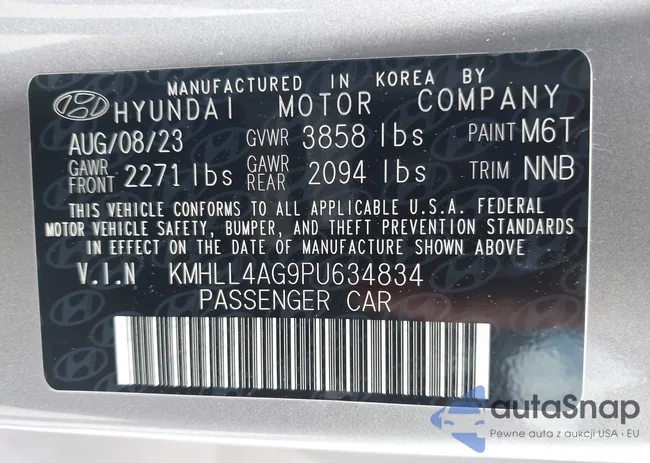 MANUFACTURED IN KOREA BY
HYUNDAI MOTOR COMPANY
AUG/08/23 GVWR 3858 lbs PAINT M6T
GAWR FRONT 2271 lbs GAWR REAR 2094 lbs TRIM NNB
THIS VEHICLE CONFORMS TO ALL APPLICABLE U.S.A. FEDERAL
MOTOR VEHICLE SAFETY, BUMPER, AND THEFT PREVENTION STANDARDS
IN EFFECT ON THE DATE OF MANUFACTURE SHOWN ABOVE
V.I.N KMHLL4AG9PU634834
PASSENGER CAR
autoSnap
Pewne auta z aukcji USA i EU